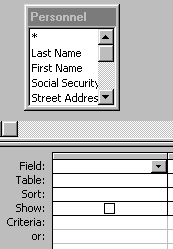 Personnel
*
Last Name
First Name
Social Security
Street Addres
Field:
Table:
Sort:
Show:
Criteria:
or: